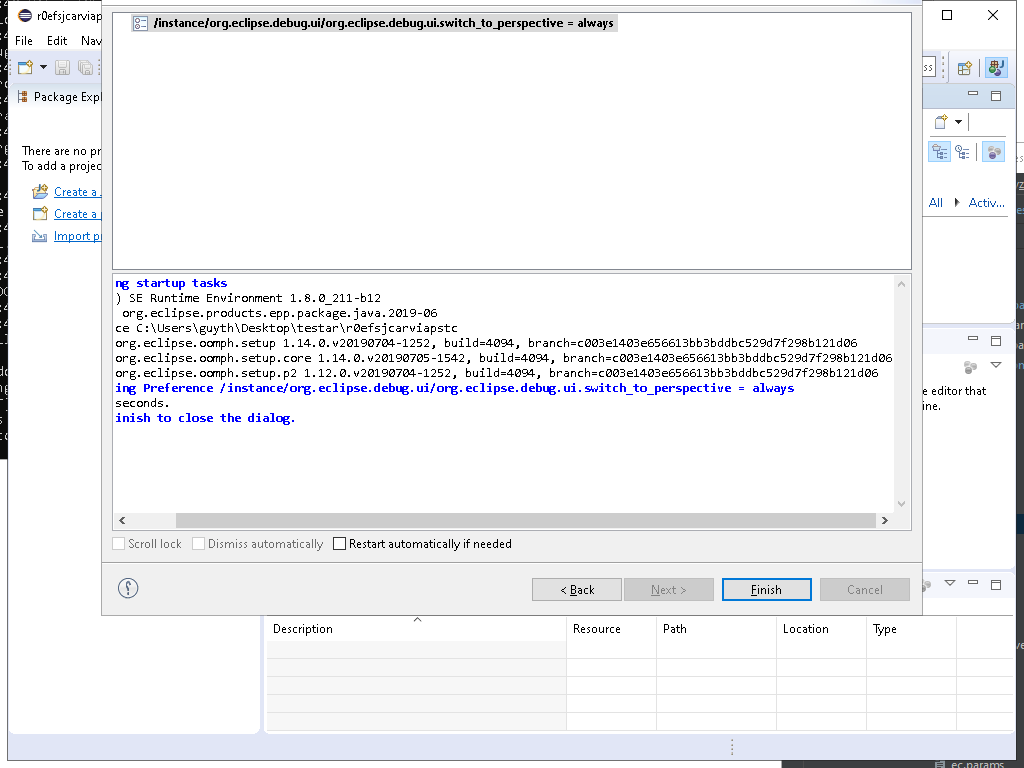 r0efsjcarviap
/instance/org.eclipse.debug.ui/org.eclipse.debug.ui.switch_to_perspective = always
File Edit Nav
ss
Package Expl
There are no pr
To add a projec
Create a
Create a
Import pr
All Activ...
ng startup tasks
) SE Runtime Environment 1.8.0_211-b12
org.eclipse.products.epp.package.java.2019-06
ce C:\Users\guyth\Desktop\testar\r0efsjcarviapstc
org.eclipse.oomph.setup 1.14.0.v20190704-1252, build=4094, branch=c003e1403e656613bb3bddbc529d7f298b121d06
org.eclipse.oomph.setup.core 1.14.0.v20190705-1542, build=4094, branch=c003e1403e656613bb3bddbc529d7f298b121d06
org.eclipse.oomph.setup.p2 1.12.0.v20190704-1252, build=4094, branch=c003e1403e656613bb3bddbc529d7f298b121d06
ing Preference /instance/org.eclipse.debug.ui/org.eclipse.debug.ui.switch_to_perspective = always
seconds.
inish to close the dialog.
e editor that
ine.
Scroll lock Dismiss automatically Restart automatically if needed
< Back Next > Finish Cancel
Description Resource Path Location Type
ec.params